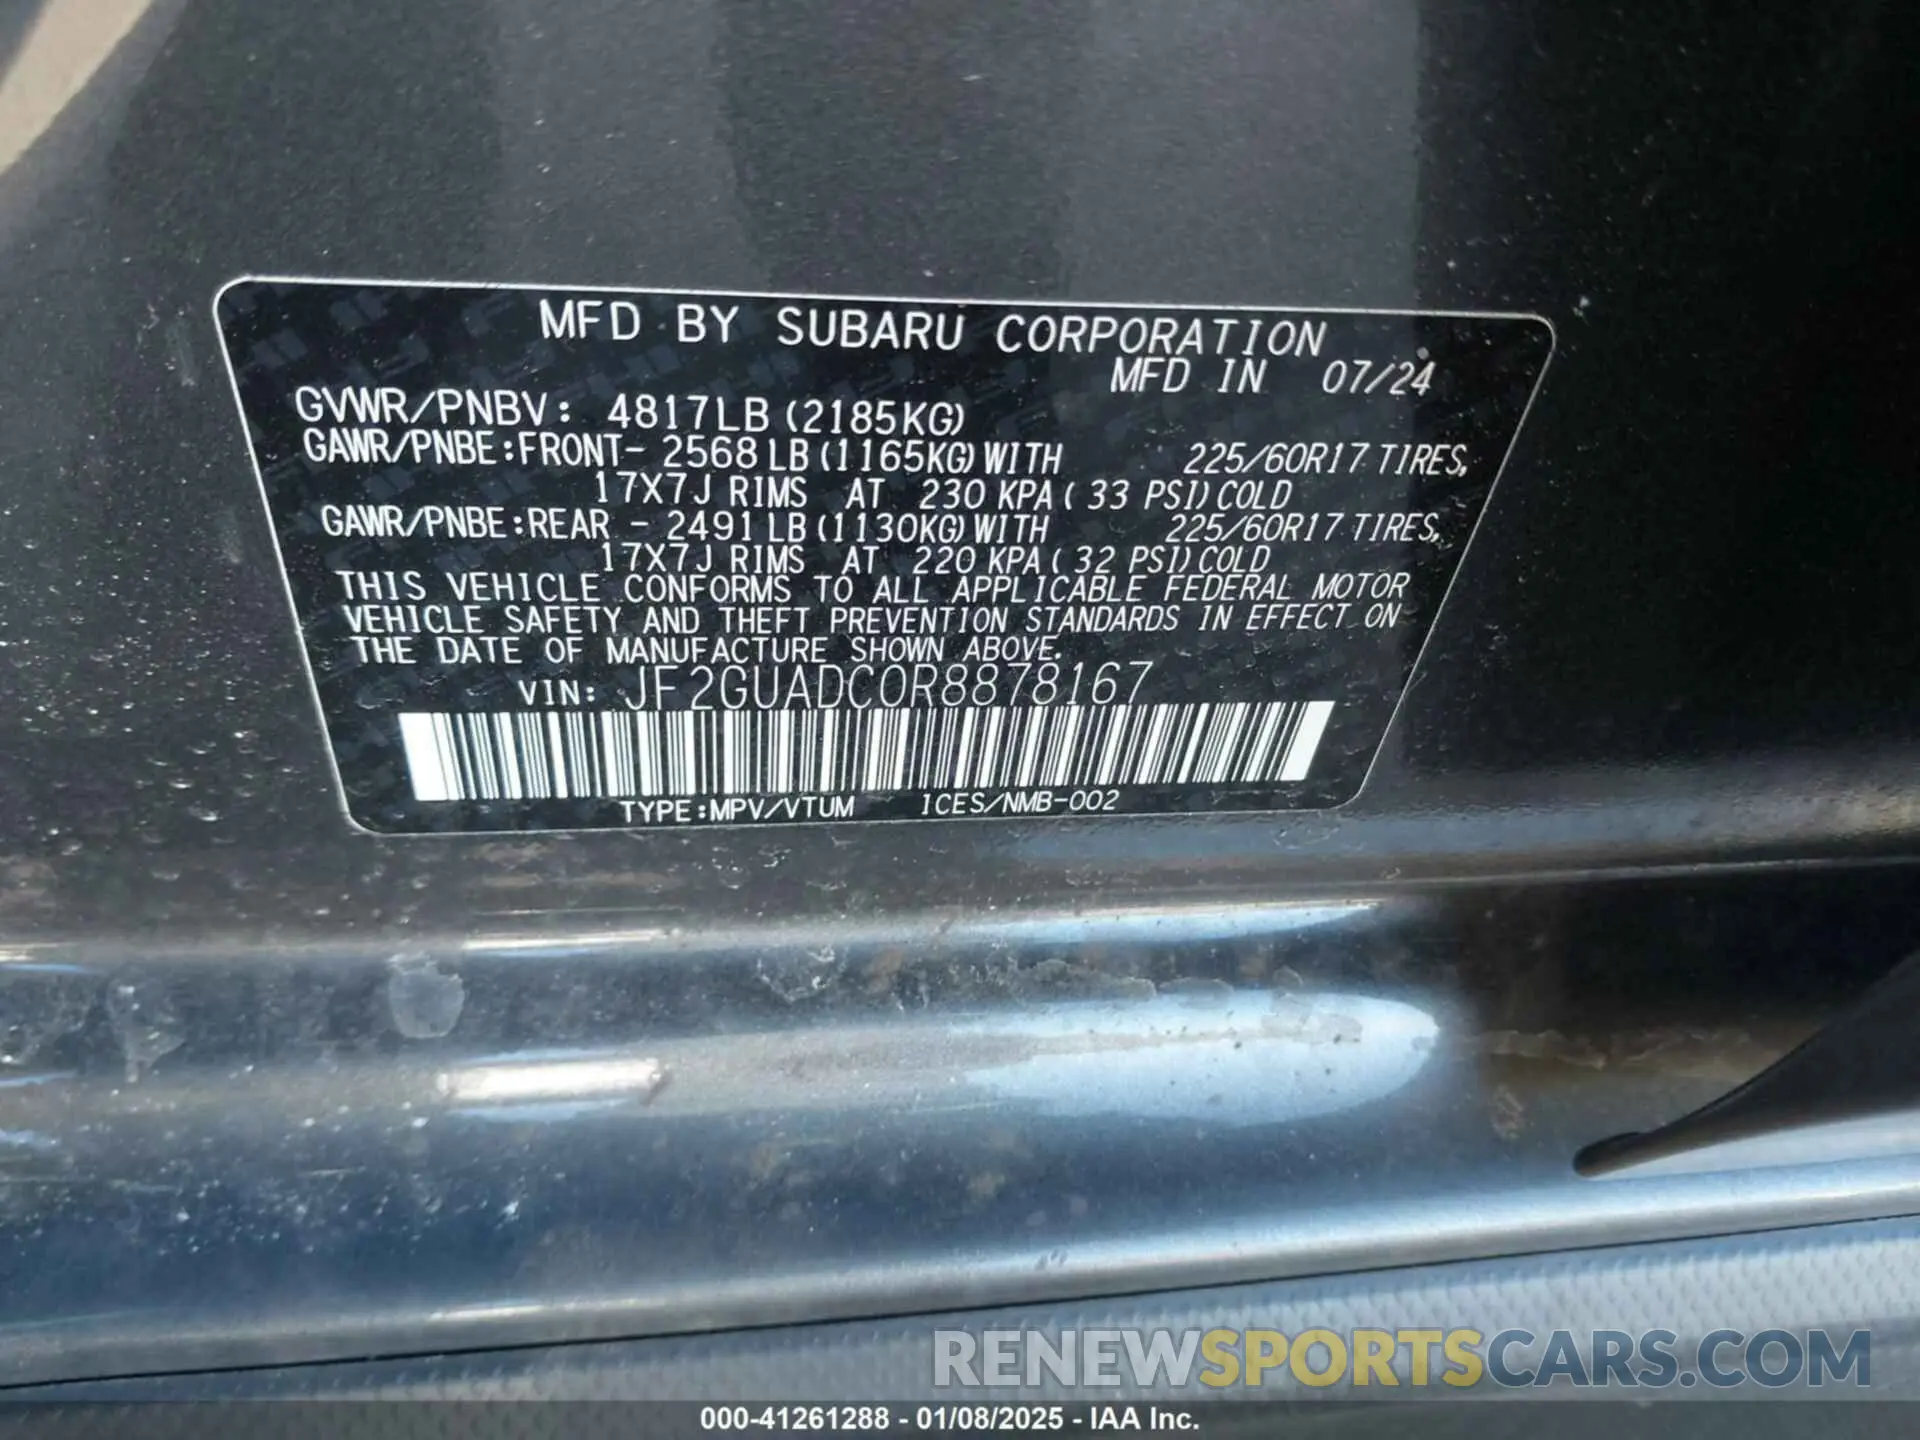 MFD BY SUBARU CORPORATION
MFD IN 07/24
GVWR/PNBV: 4817LB (2185KG)
GAWR/PNBE:FRONT- 2568 LB (1165KG) WITH 225/60R17 TIRES,
17X7J RIMS AT 230 KPA ( 33 PSI) COLD
GAWR/PNBE:REAR - 2491 LB (1130KG) WITH 225/60R17 TIRES,
17X7J RIMS AT 220 KPA ( 32 PSI) COLD
THIS VEHICLE CONFORMS TO ALL APPLICABLE FEDERAL MOTOR
VEHICLE SAFETY AND THEFT PREVENTION STANDARDS IN EFFECT ON
THE DATE OF MANUFACTURE SHOWN ABOVE.
VIN: JF2GUADC0R8878167
TYPE:MPV/VTUM ICES/NMB-002
RENEWSPORTSCARS.COM
000-41261288 - 01/08/2025 - IAA Inc.